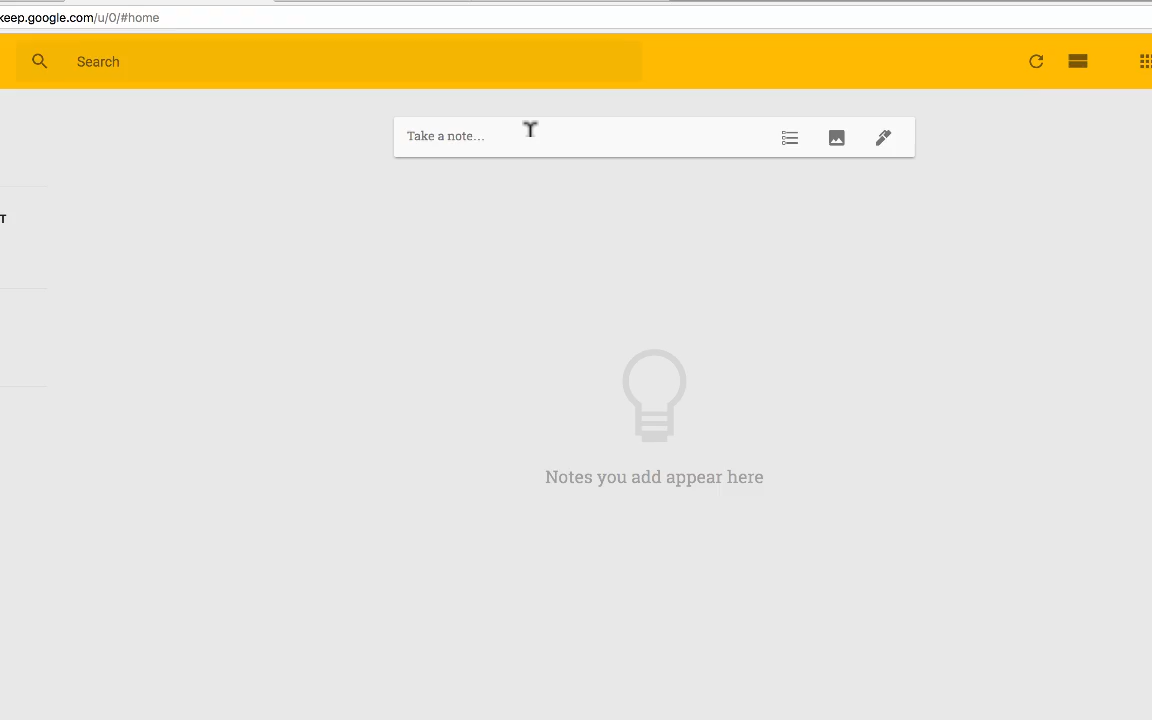 keep.google.com/u/0/#home
Search
Take a note...
T
Notes you add appear here